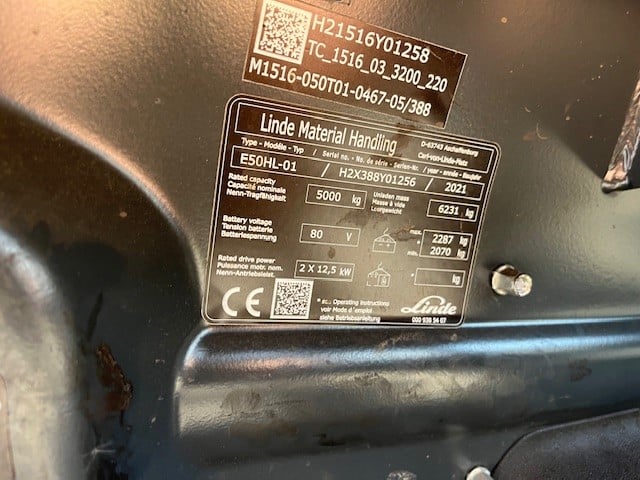 H21516Y01258
TC_1516_03_3200_220
M1516-050T01-0467-05/388
Linde Material Handling
D-63743 Aschaffenburg
Carl-von-Linde-Platz
Type - Modèle - Typ / Serial no. - No. de série - Serien-Nr. / year - année - Baujahr
E50HL-01 / H2X388Y01256 / 2021
Rated capacity
Capacité nominale
Nenn-Tragfähigkeit
5000 kg
Unladen mass
Masse à vide
Leergewicht
6231 kg
Battery voltage
Tension batterie
Batteriespannung
80 V
max. 2287 kg
min. 2070 kg
Rated drive power
Puissance motr. nom.
Nenn-Antriebsleist.
2 X 12,5 kW
* kg
CE
* see Operating Instructions
voir Mode d'emploi
siehe Betriebsanleitung
Linde
000 938 54 07